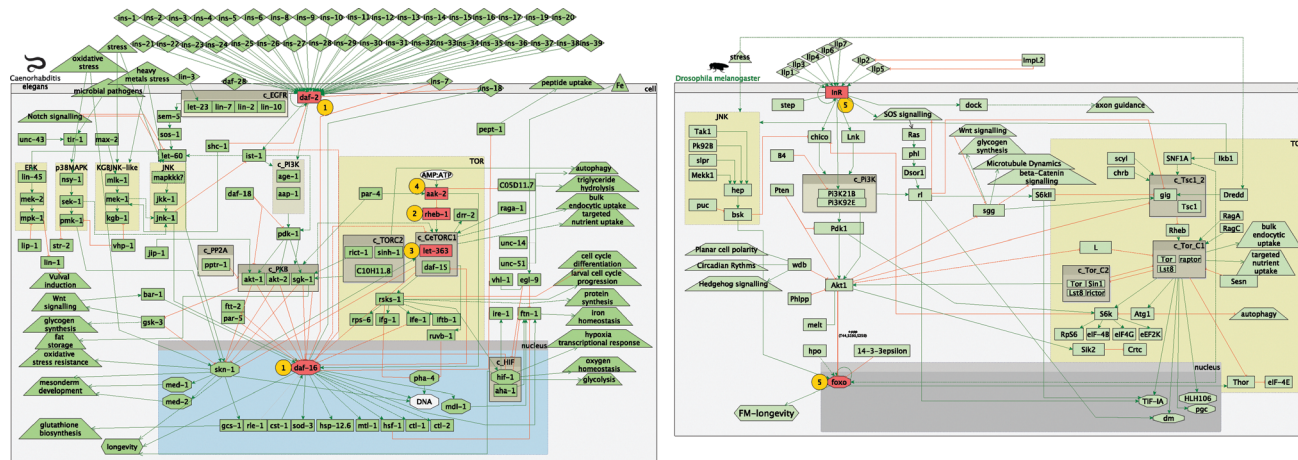 ins-1 ins-2 ins-3 ins-4 ins-5 ins-6 ins-7 ins-8 ins-9 ins-10 ins-11 ins-12 ins-13 ins-14 ins-15 ins-16 ins-17 ins-18 ins-19 ins-20
ins-21 ins-22 ins-23 ins-24 ins-25 ins-26 ins-27 ins-28 ins-29 ins-30 ins-31 ins-32 ins-33 ins-34 ins-35 ins-36 ins-37 ins-38 ins-39
stress
oxidative
stress
Caenorhabditis
elegans
heavy
metals stress
microbial pathogens
lin-3
daf-28
ins-7
ins-18
peptide uptake
Fe
cell
c_EGFR
let-23 lin-7 lin-2 lin-10
daf-2
1
Notch signalling
sem-5
sos-1
let-60
unc-43
tir-1
max-2
shc-1
ist-1
pept-1
ERK
lin-45
mek-2
mpk-1
p38MAPK
nsy-1
sek-1
pmk-1
KGBJNK-like
mlk-1
mek-1
kgb-1
JNK
mapkkk?
jkk-1
jnk-1
c_PI3K
age-1
aap-1
daf-18
pdk-1
TOR
par-4
4
AMP:ATP
aak-2
2
rheb-1
drr-2
3
c_TORC2
rict-1 sinh-1
C10H11.8
c_CeTORC1
let-363
daf-15
C05D11.7
raga-1
unc-14
unc-51
vhl-1
egl-9
autophagy
triglyceride
hydrolysis
bulk
endocytic uptake
targeted
nutrient uptake
lip-1
str-2
lin-1
vhp-1
jip-1
c_PP2A
pptr-1
c_PKB
akt-1 akt-2 sgk-1
rsks-1
rps-6 ifg-1 ife-1 iftb-1
ruvb-1
ire-1
ftn-1
cell cycle
differentiation
larval cell cycle
progression
protein
synthesis
iron
homeostasis
hypoxia
transcriptional response
oxygen
homeostasis
glycolysis
Vulval
induction
Wnt
signalling
glycogen
synthesis
fat
storage
oxidative
stress resistance
mesonderm
development
glutathione
biosynthesis
bar-1
gsk-3
ftt-2
par-5
nucleus
skn-1
1
daf-16
med-1
med-2
pha-4
DNA
mdl-1
c_HIF
hif-1
aha-1
gcs-1 rle-1 cst-1 sod-3 hsp-12.6 mtl-1 hsf-1 ctl-1 ctl-2
longevity
stress
Drosophila melanogaster
Ilp1
Ilp3
Ilp4
Ilp6
Ilp7
Ilp2
Ilp5
ImpL2
InR
5
step
dock
axon guidance
SOS signalling
JNK
Tak1
Pk92B
slpr
Mekk1
hep
puc
bsk
chico
Lnk
B4
Pten
c_PI3K
PI3K21B
PI3K92E
Pdk1
Ras
phl
Dsor1
rl
Wnt signalling
glycogen
synthesis
Microtubule Dynamics
beta-Catenin
signalling
S6kII
sgg
scyl
chrb
SNF1A
lkb1
c_Tsc1_2
gig
Tsc1
Dredd
Rheb
RagA
RagC
bulk
endocytic
uptake
targeted
nutrient
uptake
Sesn
autophagy
c_Tor_C1
Tor raptor
Lst8
L
c_Tor_C2
Tor Sin1
Lst8 rictor
Planar cell polarity
Circadian Rythms
Hedgehog signalling
wdb
Akt1
Phlpp
melt
hpo
14-3-3epsilon
S6k
Atg1
RpS6 eIF-4B eIF4G eEF2K
Sik2
Crtc
nucleus
5
foxo
FM-longevity
Thor
eIF-4E
TIF-IA
HLH106
pgc
dm